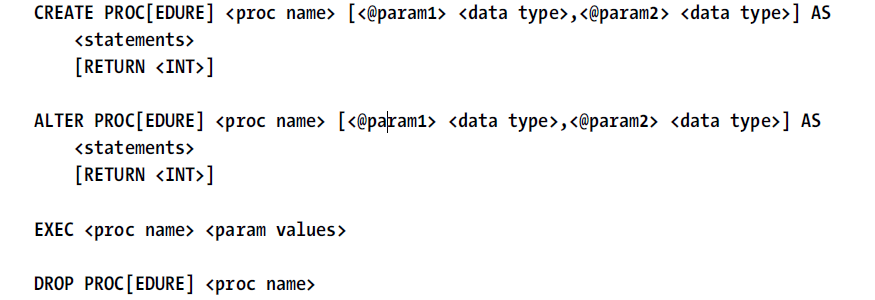 CREATE PROC[EDURE] <proc name> [<@param1> <data type>,<@param2> <data type>] AS
<statements>
[RETURN <INT>]
ALTER PROC[EDURE] <proc name> [<@param1> <data type>,<@param2> <data type>] AS
<statements>
[RETURN <INT>]
EXEC <proc name> <param values>
DROP PROC[EDURE] <proc name>